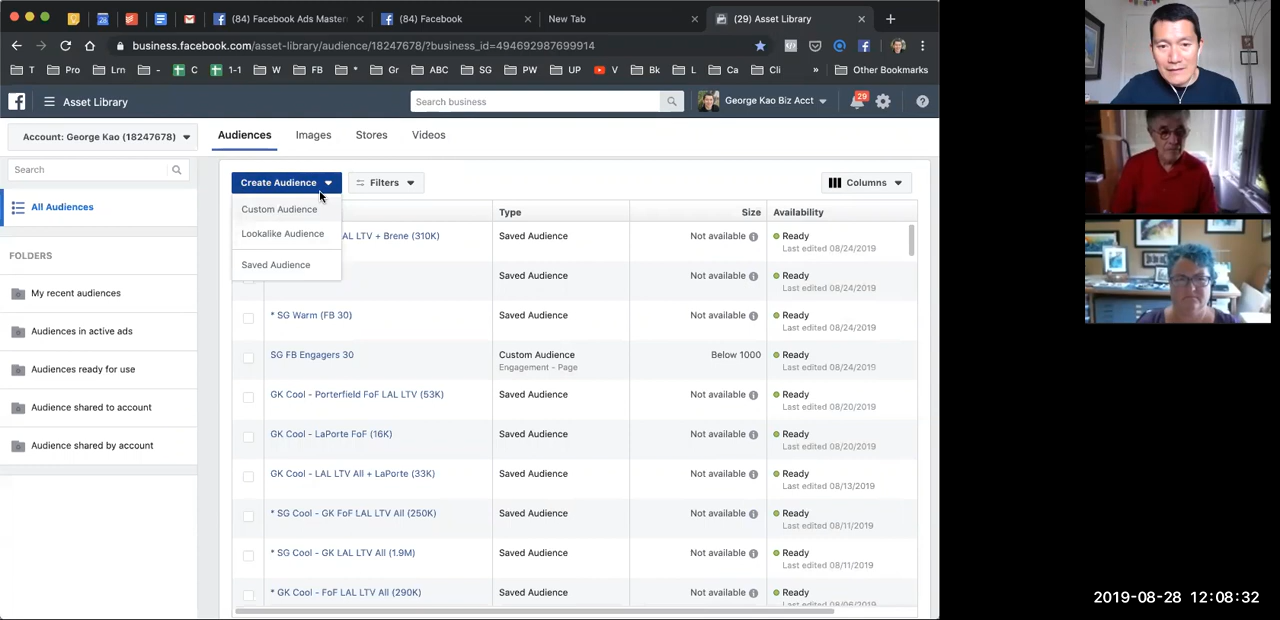 (84) Facebook Ads Master
(84) Facebook
New Tab
(29) Asset Library
business.facebook.com/asset-library/audience/18247678/?business_id=494692987699914
T Pro Lrn - C 1-1 W FB * Gr ABC SG PW UP V Bk L Ca Cli » Other Bookmarks
Asset Library
Search business
George Kao Biz Acct
29
Account: George Kao (18247678)
Audiences Images Stores Videos
Search
Create Audience
Filters
Columns
All Audiences
Custom Audience
Lookalike Audience
Saved Audience
Type Size Availability
AL LTV + Brene (310K) Saved Audience Not available Ready
Last edited 08/24/2019
Saved Audience Not available Ready
Last edited 08/24/2019
FOLDERS
My recent audiences
Audiences in active ads
Audiences ready for use
Audience shared to account
Audience shared by account
* SG Warm (FB 30) Saved Audience Not available Ready
Last edited 08/24/2019
SG FB Engagers 30 Custom Audience Below 1000 Ready
Engagement - Page Last edited 08/24/2019
GK Cool - Porterfield FoF LAL LTV (53K) Saved Audience Not available Ready
Last edited 08/20/2019
GK Cool - LaPorte FoF (16K) Saved Audience Not available Ready
Last edited 08/20/2019
GK Cool - LAL LTV All + LaPorte (33K) Saved Audience Not available Ready
Last edited 08/13/2019
* SG Cool - GK FoF LAL LTV All (250K) Saved Audience Not available Ready
Last edited 08/11/2019
* SG Cool - GK LAL LTV All (1.9M) Saved Audience Not available Ready
Last edited 08/11/2019
* GK Cool - FoF LAL LTV All (290K) Saved Audience Not available Ready
Last edited 08/06/2019
2019-08-28 12:08:32